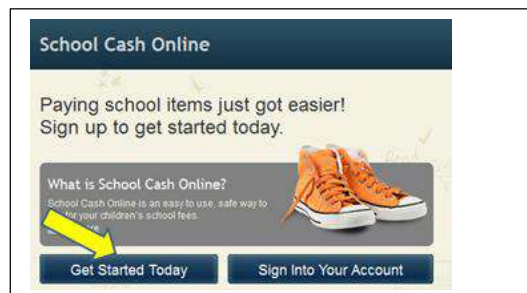 School Cash Online
Paying school items just got easier!
Sign up to get started today.
What is School Cash Online?
School Cash Online is an easy to use, safe way to
for your children's school fees.
Get Started Today
Sign Into Your Account